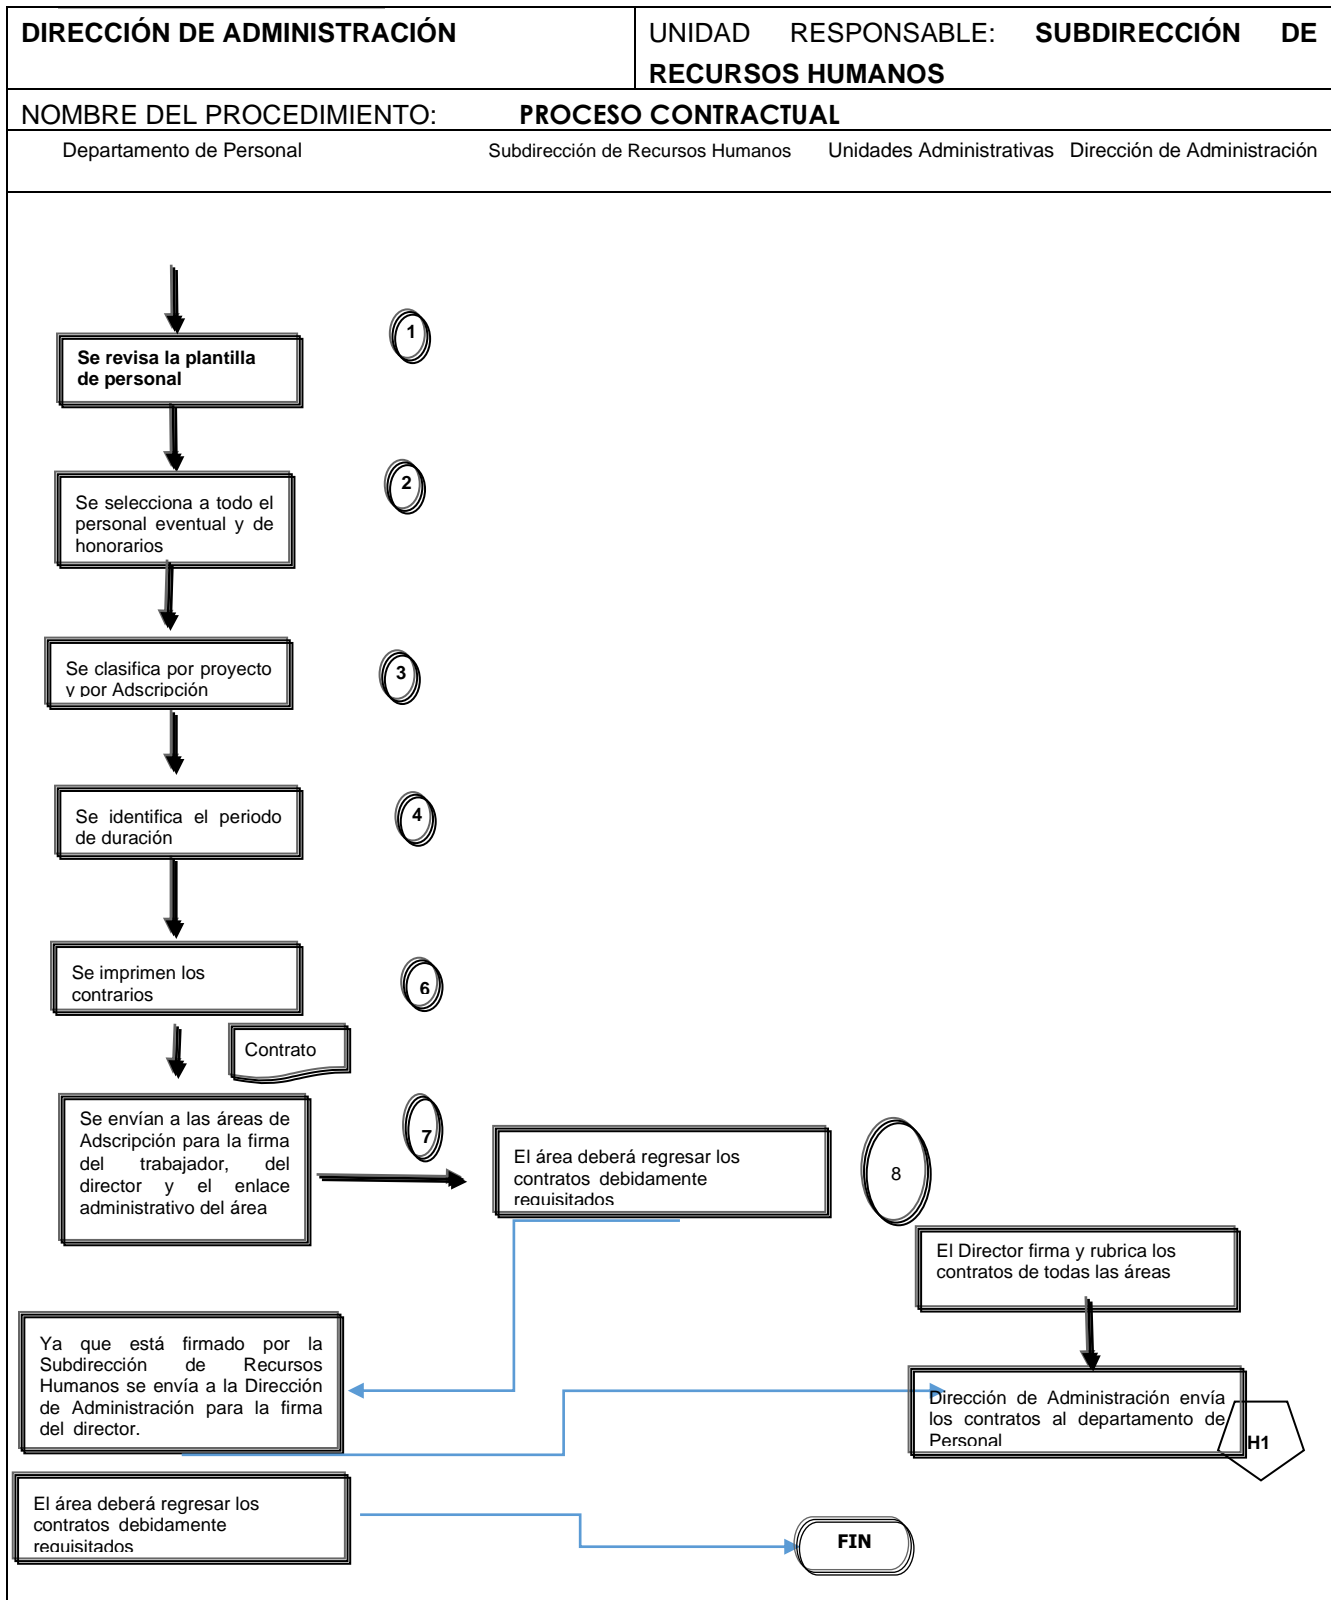 DIRECCIÓN DE ADMINISTRACIÓN
UNIDAD RESPONSABLE: SUBDIRECCIÓN DE
RECURSOS HUMANOS
NOMBRE DEL PROCEDIMIENTO: PROCESO CONTRACTUAL
Departamento de Personal
Subdirección de Recursos Humanos
Unidades Administrativas
Dirección de Administración
1
Se revisa la plantilla
de personal
2
Se selecciona a todo el
personal eventual y de
honorarios
3
Se clasifica por proyecto
y por Adscripción
4
Se identifica el periodo
de duración
6
Se imprimen los
contrarios
Contrato
7
Se envían a las áreas de
Adscripción para la firma
del trabajador, del
director y el enlace
administrativo del área
El área deberá regresar los
contratos debidamente
requisitados
8
El Director firma y rubrica los
contratos de todas las áreas
Ya que está firmado por la
Subdirección de Recursos
Humanos se envía a la Dirección
de Administración para la firma
del director.
Dirección de Administración envía
los contratos al departamento de
Personal
H1
El área deberá regresar los
contratos debidamente
requisitados
FIN